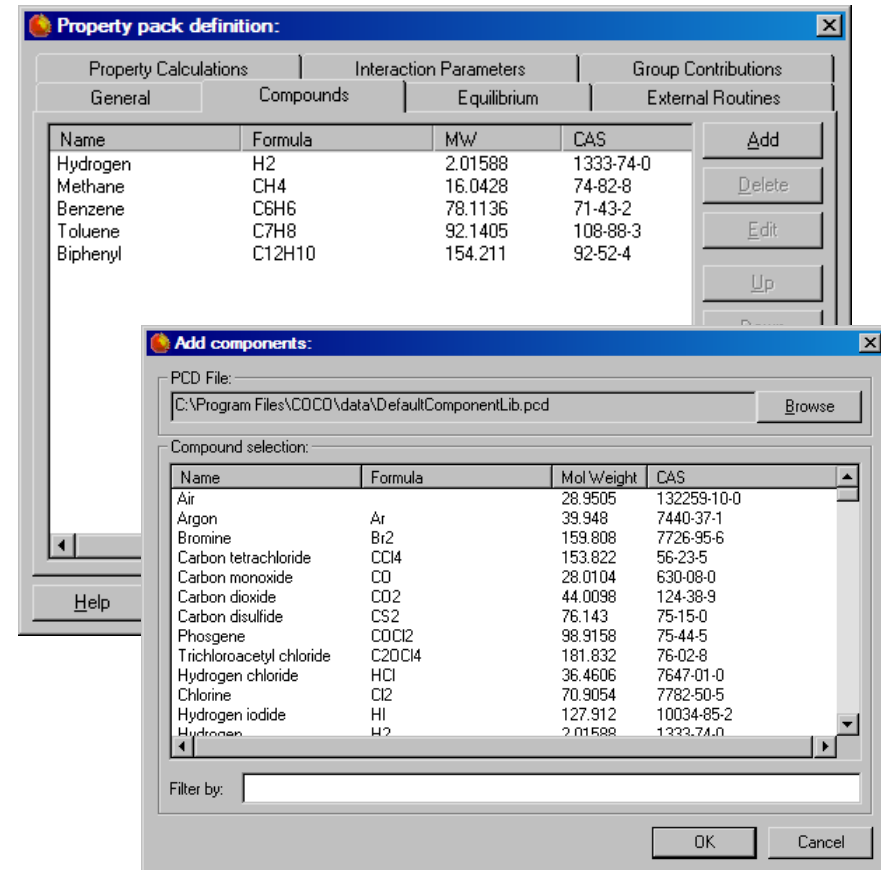 Property pack definition:
Property Calculations Interaction Parameters Group Contributions
General Compounds Equilibrium External Routines
Name Formula MW CAS Add
Hydrogen H2 2.01588 1333-74-0
Methane CH4 16.0428 74-82-8 Delete
Benzene C6H6 78.1136 71-43-2
Toluene C7H8 92.1405 108-88-3 Edit
Biphenyl C12H10 154.211 92-52-4
Up
Help
Add components:
PCD File:
C:\Program Files\COCO\data\DefaultComponentLib.pcd Browse
Compound selection:
Name Formula Mol Weight CAS
Air 28.9505 132259-10-0
Argon Ar 39.948 7440-37-1
Bromine Br2 159.808 7726-95-6
Carbon tetrachloride CCl4 153.822 56-23-5
Carbon monoxide CO 28.0104 630-08-0
Carbon dioxide CO2 44.0098 124-38-9
Carbon disulfide CS2 76.143 75-15-0
Phosgene COCl2 98.9158 75-44-5
Trichloroacetyl chloride C2OCl4 181.832 76-02-8
Hydrogen chloride HCl 36.4606 7647-01-0
Chlorine Cl2 70.9054 7782-50-5
Hydrogen iodide HI 127.912 10034-85-2
Hydrogen H2 2.01588 1333-74-0
Filter by:
OK Cancel